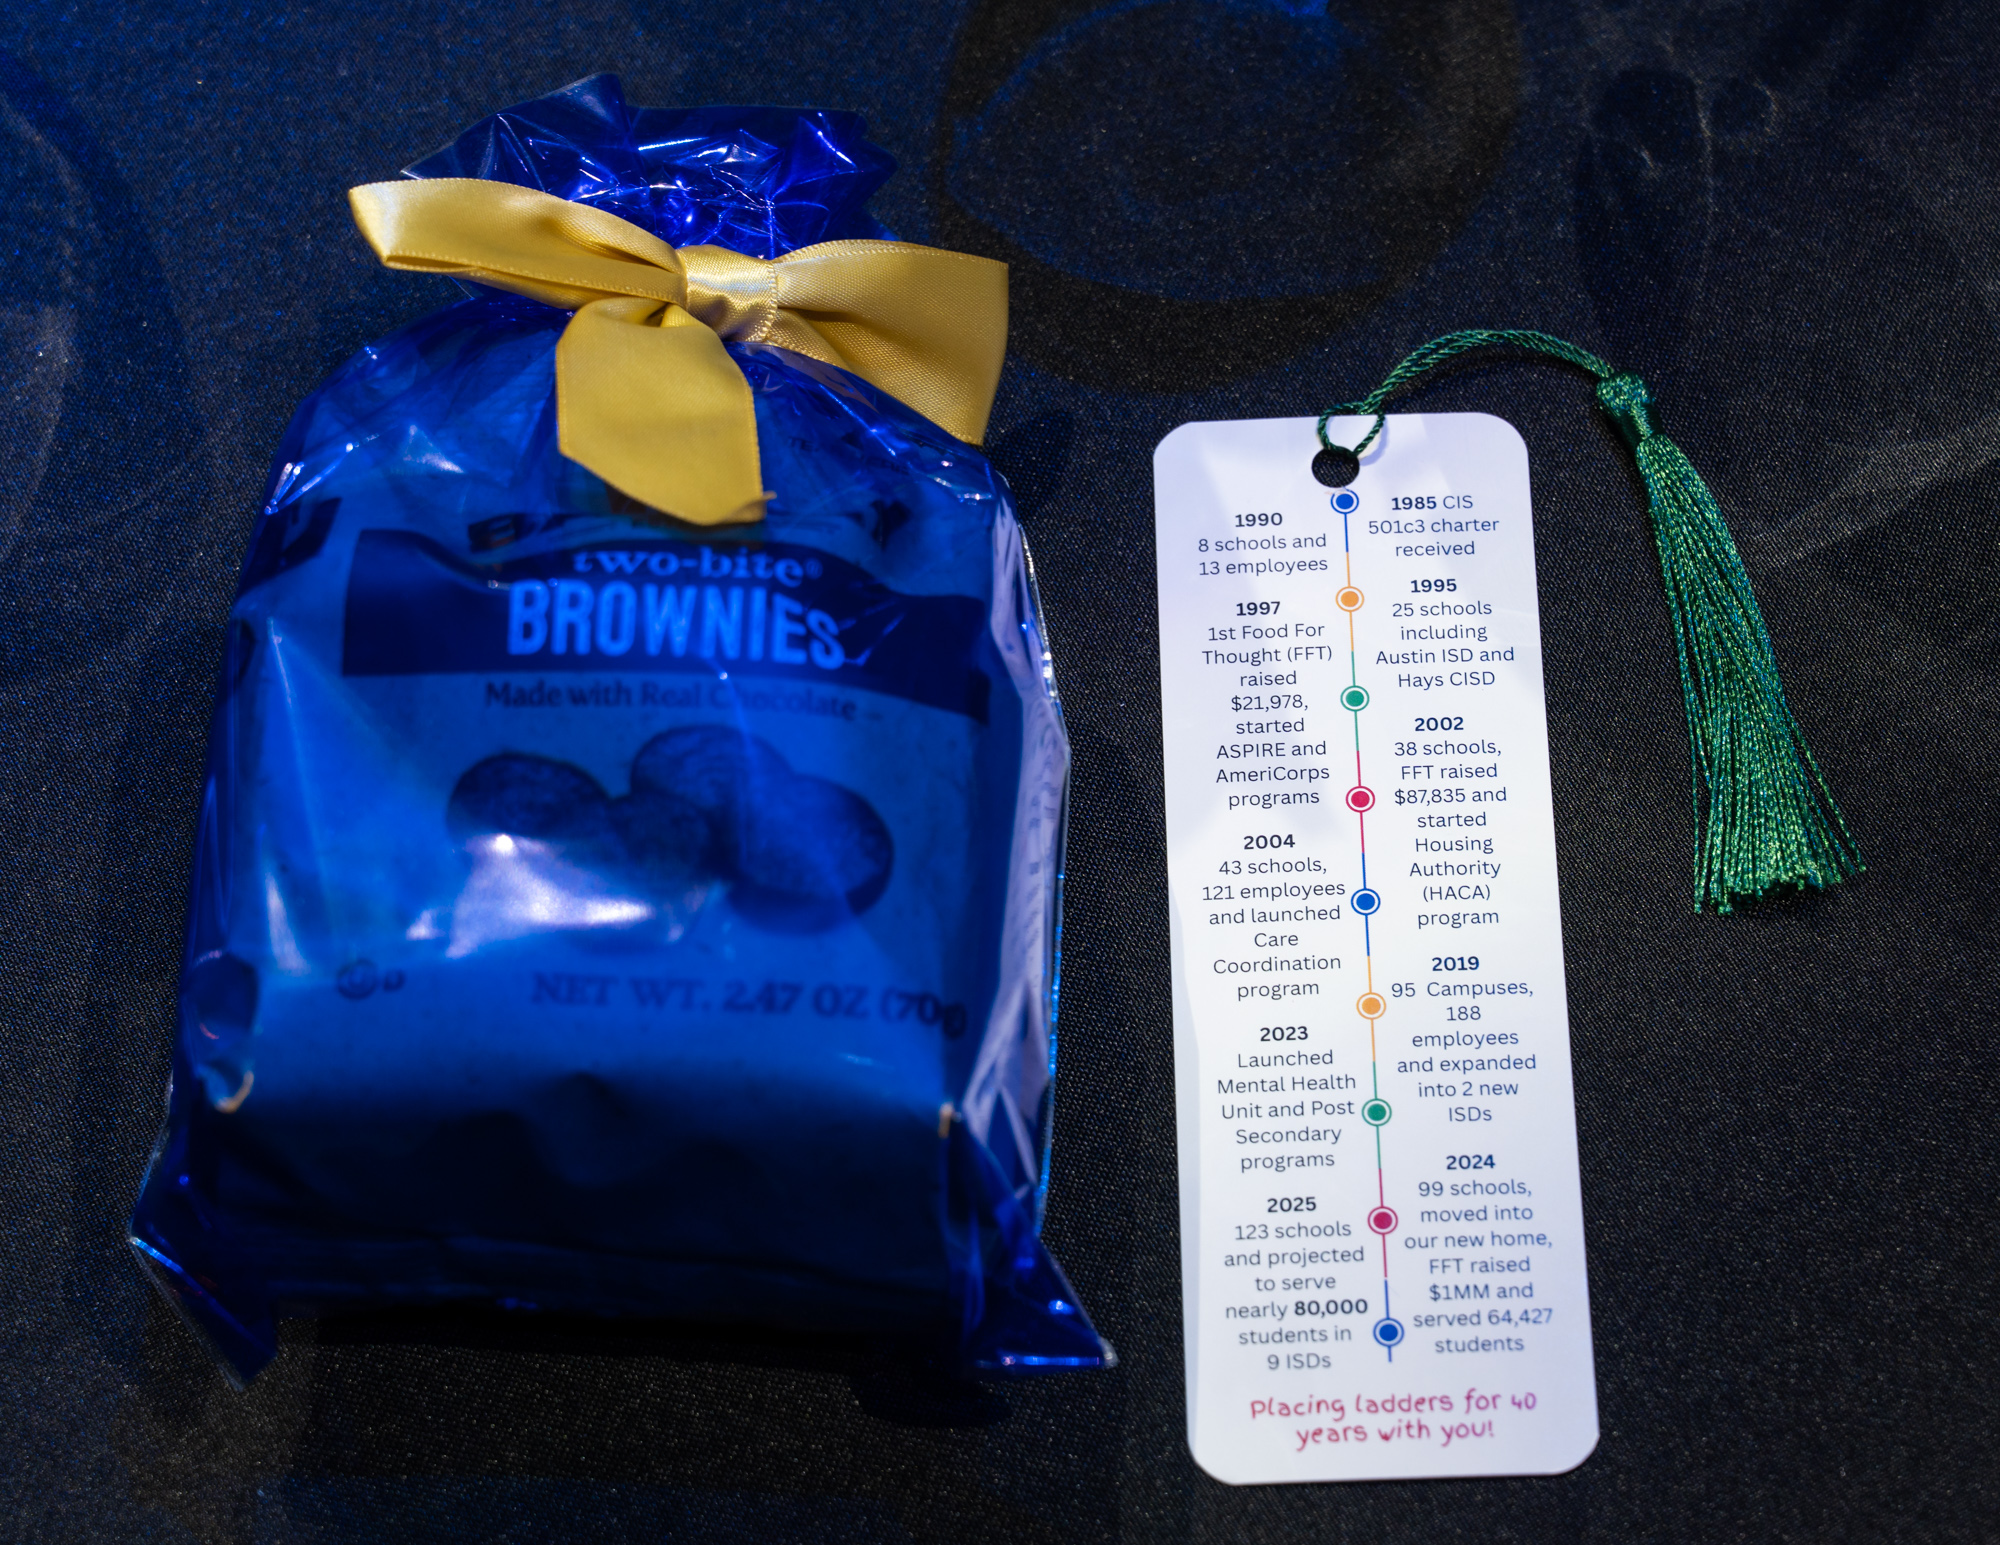 two-bite®
BROWNIES
Made with Real Chocolate
NET WT. 2.47 OZ (70g)
1985 CIS
501c3 charter
received
1990
8 schools and
13 employees
1995
25 schools
including
Austin ISD and
Hays CISD
1997
1st Food For
Thought (FFT)
raised
$21,978,
started
ASPIRE and
AmeriCorps
programs
2002
38 schools,
FFT raised
$87,835 and
started
Housing
Authority
(HACA)
program
2004
43 schools,
121 employees
and launched
Care
Coordination
program
2019
95 Campuses,
188
employees
and expanded
into 2 new
ISDs
2023
Launched
Mental Health
Unit and Post
Secondary
programs
2024
99 schools,
moved into
our new home,
FFT raised
$1MM and
served 64,427
students
2025
123 schools
and projected
to serve
nearly 80,000
students in
9 ISDs
Placing ladders for 40
years with you!